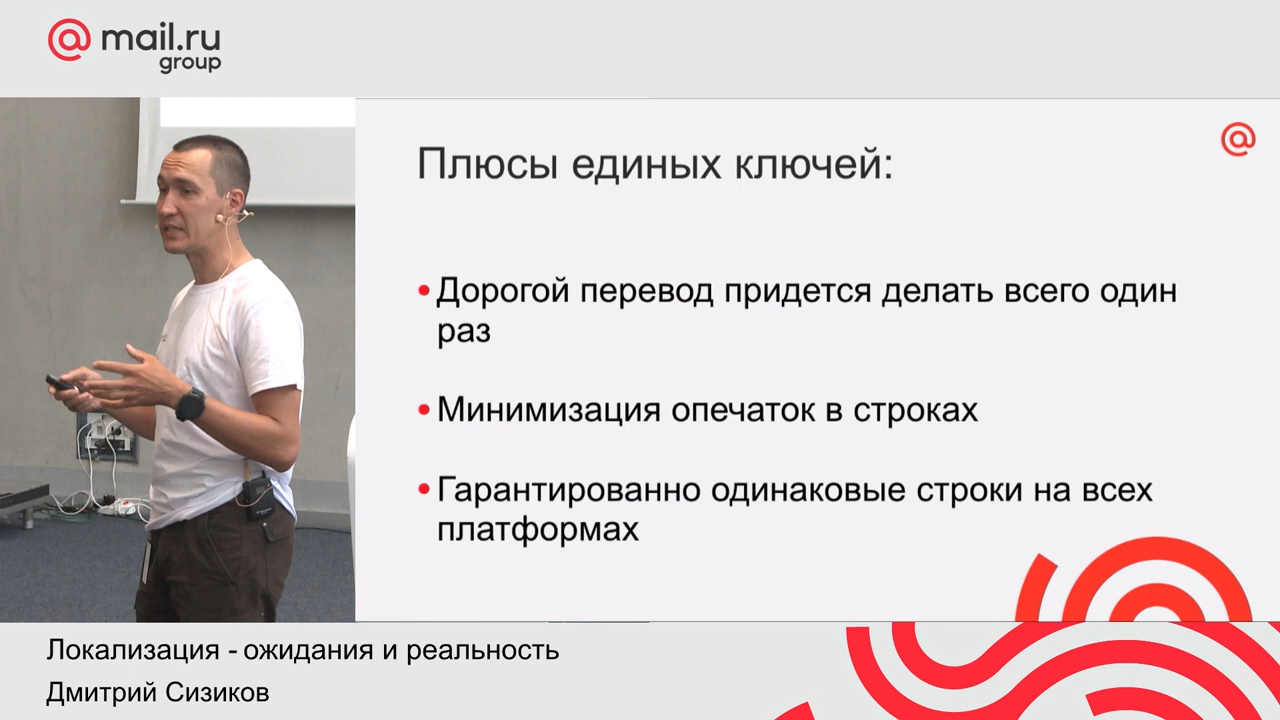 @ mail.ru
group
Плюсы единых ключей:
@
•Дорогой перевод придется делать всего один
раз
•Минимизация опечаток в строках
•Гарантированно одинаковые строки на всех
платформах
Локализация - ожидания и реальность
Дмитрий Сизиков